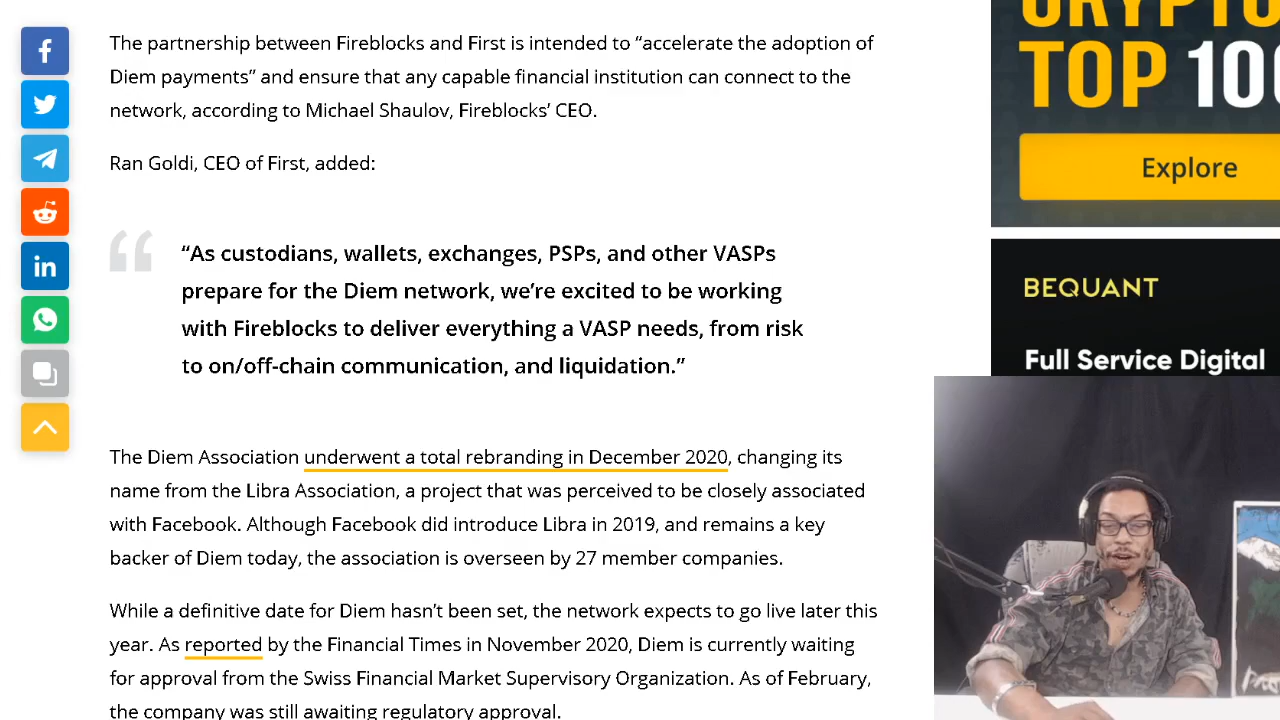 The partnership between Fireblocks and First is intended to “accelerate the adoption of
Diem payments” and ensure that any capable financial institution can connect to the
network, according to Michael Shaulov, Fireblocks’ CEO.
Ran Goldi, CEO of First, added:
“As custodians, wallets, exchanges, PSPs, and other VASPs
prepare for the Diem network, we’re excited to be working
with Fireblocks to deliver everything a VASP needs, from risk
to on/off-chain communication, and liquidation.”
The Diem Association underwent a total rebranding in December 2020, changing its
name from the Libra Association, a project that was perceived to be closely associated
with Facebook. Although Facebook did introduce Libra in 2019, and remains a key
backer of Diem today, the association is overseen by 27 member companies.
While a definitive date for Diem hasn’t been set, the network expects to go live later this
year. As reported by the Financial Times in November 2020, Diem is currently waiting
for approval from the Swiss Financial Market Supervisory Organization. As of February,
the company was still awaiting regulatory approval.
CRYPTO
TOP 100
Explore
BEQUANT
Full Service Digital